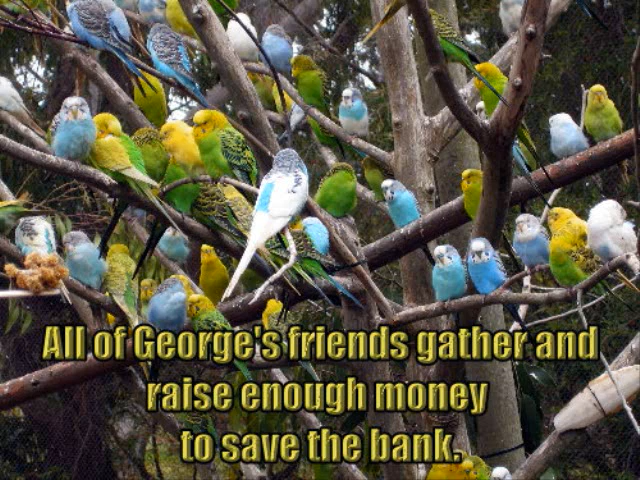 All of George's friends gather and
raise enough money
to save the bank.